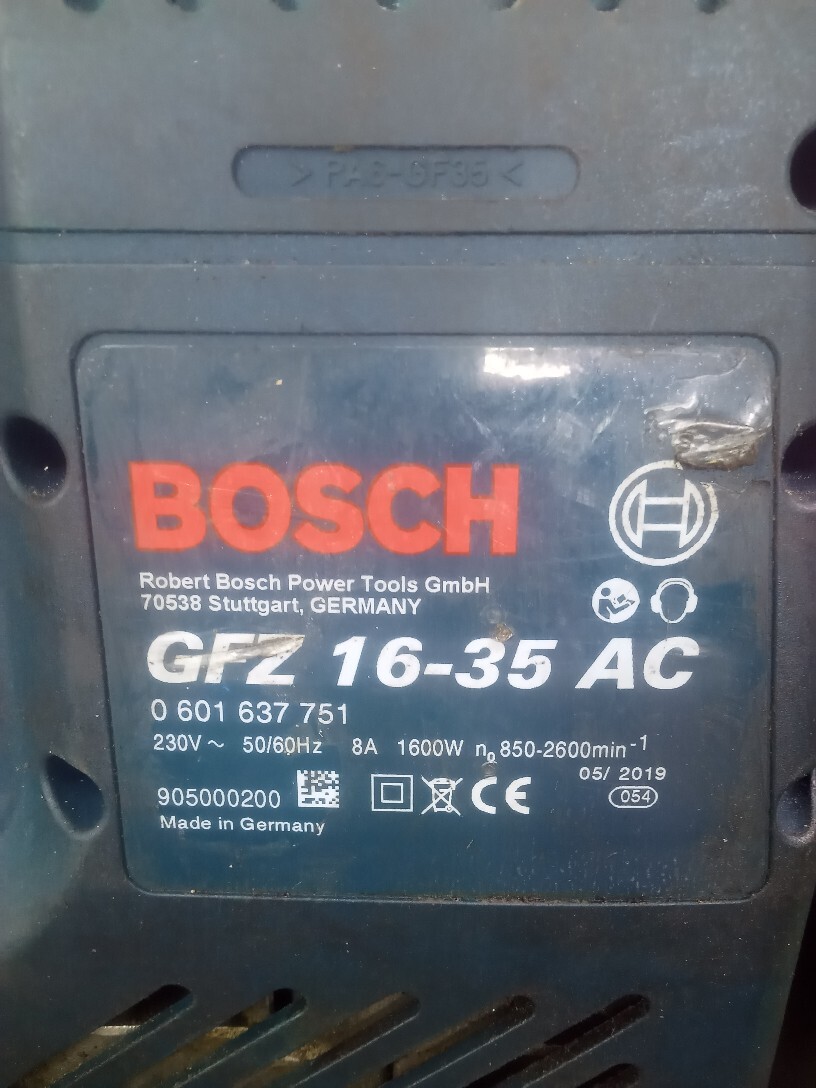 >PA6-GF35<
BOSCH
Robert Bosch Power Tools GmbH
70538 Stuttgart, GERMANY
GFZ 16-35 AC
0 601 637 751
230V ~ 50/60Hz 8A 1600W n₀ 850-2600min⁻¹
05/ 2019
905000200 CE 054
Made in Germany